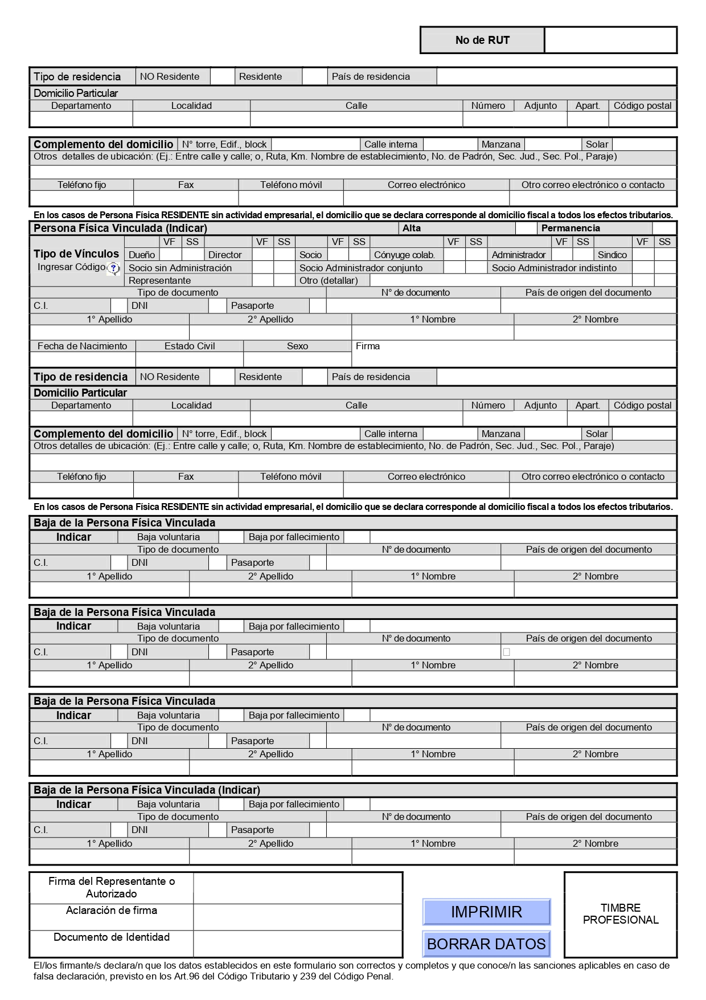 No de RUT
Tipo de residencia NO Residente Residente País de residencia
Domicilio Particular
Departamento Localidad Calle Número Adjunto Apart. Código postal
Complemento del domicilio N° torre, Edif., block Calle interna Manzana Solar
Otros detalles de ubicación: (Ej.: Entre calle y calle; o, Ruta, Km. Nombre de establecimiento, No. de Padrón, Sec. Jud., Sec. Pol., Paraje)
Teléfono fijo Fax Teléfono móvil Correo electrónico Otro correo electrónico o contacto
En los casos de Persona Física RESIDENTE sin actividad empresarial, el domicilio que se declara corresponde al domicilio fiscal a todos los efectos tributarios.
Persona Física Vinculada (Indicar) Alta Permanencia
VF SS VF SS VF SS VF SS VF SS VF SS
Tipo de Vínculos Dueño Director Socio Cónyuge colab. Administrador Sindico
Ingresar Código ? Socio sin Administración Socio Administrador conjunto Socio Administrador indistinto
Representante Otro (detallar)
Tipo de documento N° de documento País de origen del documento
C.I. DNI Pasaporte
1° Apellido 2° Apellido 1° Nombre 2° Nombre
Fecha de Nacimiento Estado Civil Sexo Firma
Tipo de residencia NO Residente Residente País de residencia
Domicilio Particular
Departamento Localidad Calle Número Adjunto Apart. Código postal
Complemento del domicilio N° torre, Edif., block Calle interna Manzana Solar
Otros detalles de ubicación: (Ej.: Entre calle y calle; o, Ruta, Km. Nombre de establecimiento, No. de Padrón, Sec. Jud., Sec. Pol., Paraje)
Teléfono fijo Fax Teléfono móvil Correo electrónico Otro correo electrónico o contacto
En los casos de Persona Física RESIDENTE sin actividad empresarial, el domicilio que se declara corresponde al domicilio fiscal a todos los efectos tributarios.
Baja de la Persona Física Vinculada
Indicar Baja voluntaria Baja por fallecimiento
Tipo de documento N° de documento País de origen del documento
C.I. DNI Pasaporte
1° Apellido 2° Apellido 1° Nombre 2° Nombre
Baja de la Persona Física Vinculada
Indicar Baja voluntaria Baja por fallecimiento
Tipo de documento N° de documento País de origen del documento
C.I. DNI Pasaporte
1° Apellido 2° Apellido 1° Nombre 2° Nombre
Baja de la Persona Física Vinculada
Indicar Baja voluntaria Baja por fallecimiento
Tipo de documento N° de documento País de origen del documento
C.I. DNI Pasaporte
1° Apellido 2° Apellido 1° Nombre 2° Nombre
Baja de la Persona Física Vinculada (Indicar)
Indicar Baja voluntaria Baja por fallecimiento
Tipo de documento N° de documento País de origen del documento
C.I. DNI Pasaporte
1° Apellido 2° Apellido 1° Nombre 2° Nombre
Firma del Representante o
Autorizado
Aclaración de firma
Documento de Identidad
IMPRIMIR
BORRAR DATOS
TIMBRE
PROFESIONAL
El/los firmante/s declara/n que los datos establecidos en este formulario son correctos y completos y que conoce/n las sanciones aplicables en caso de
falsa declaración, previsto en los Art.96 del Código Tributario y 239 del Código Penal.